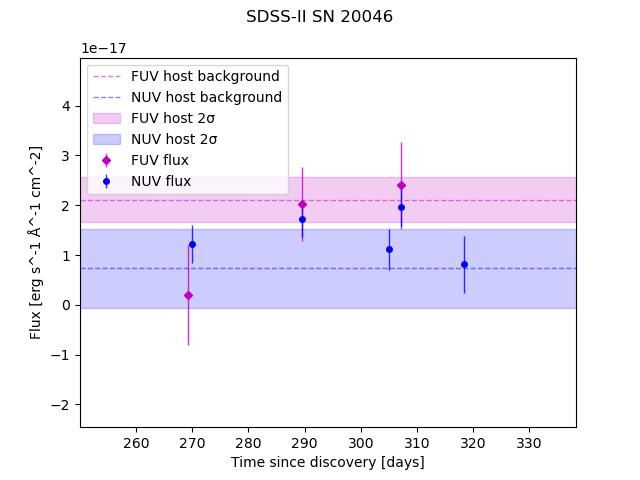 SDSS-II SN 20046
1e−17
FUV host background
NUV host background
FUV host 2σ
NUV host 2σ
FUV flux
NUV flux
4
3
2
1
0
−1
−2
Flux [erg s^-1 Å^-1 cm^-2]
260 270 280 290 300 310 320 330
Time since discovery [days]